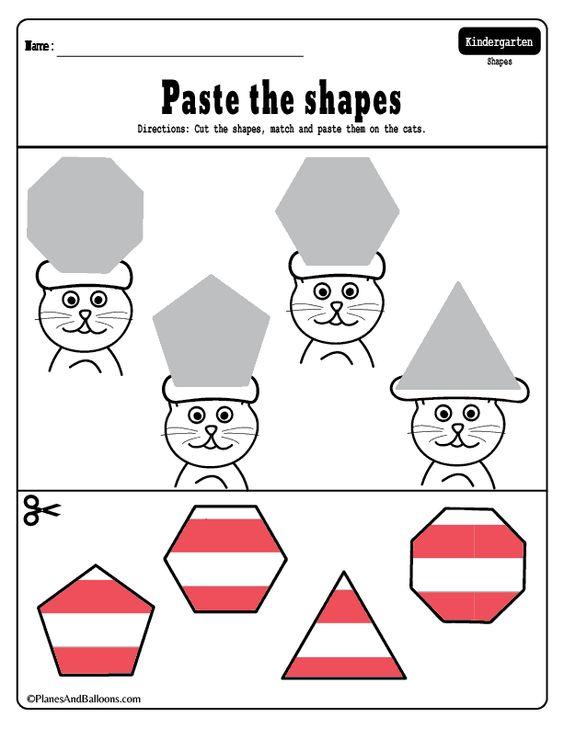 Name:
Kindergarten
Shapes
Paste the shapes
Directions: Cut the shapes, match and paste them on the cats.
©PlanesAndBalloons.com